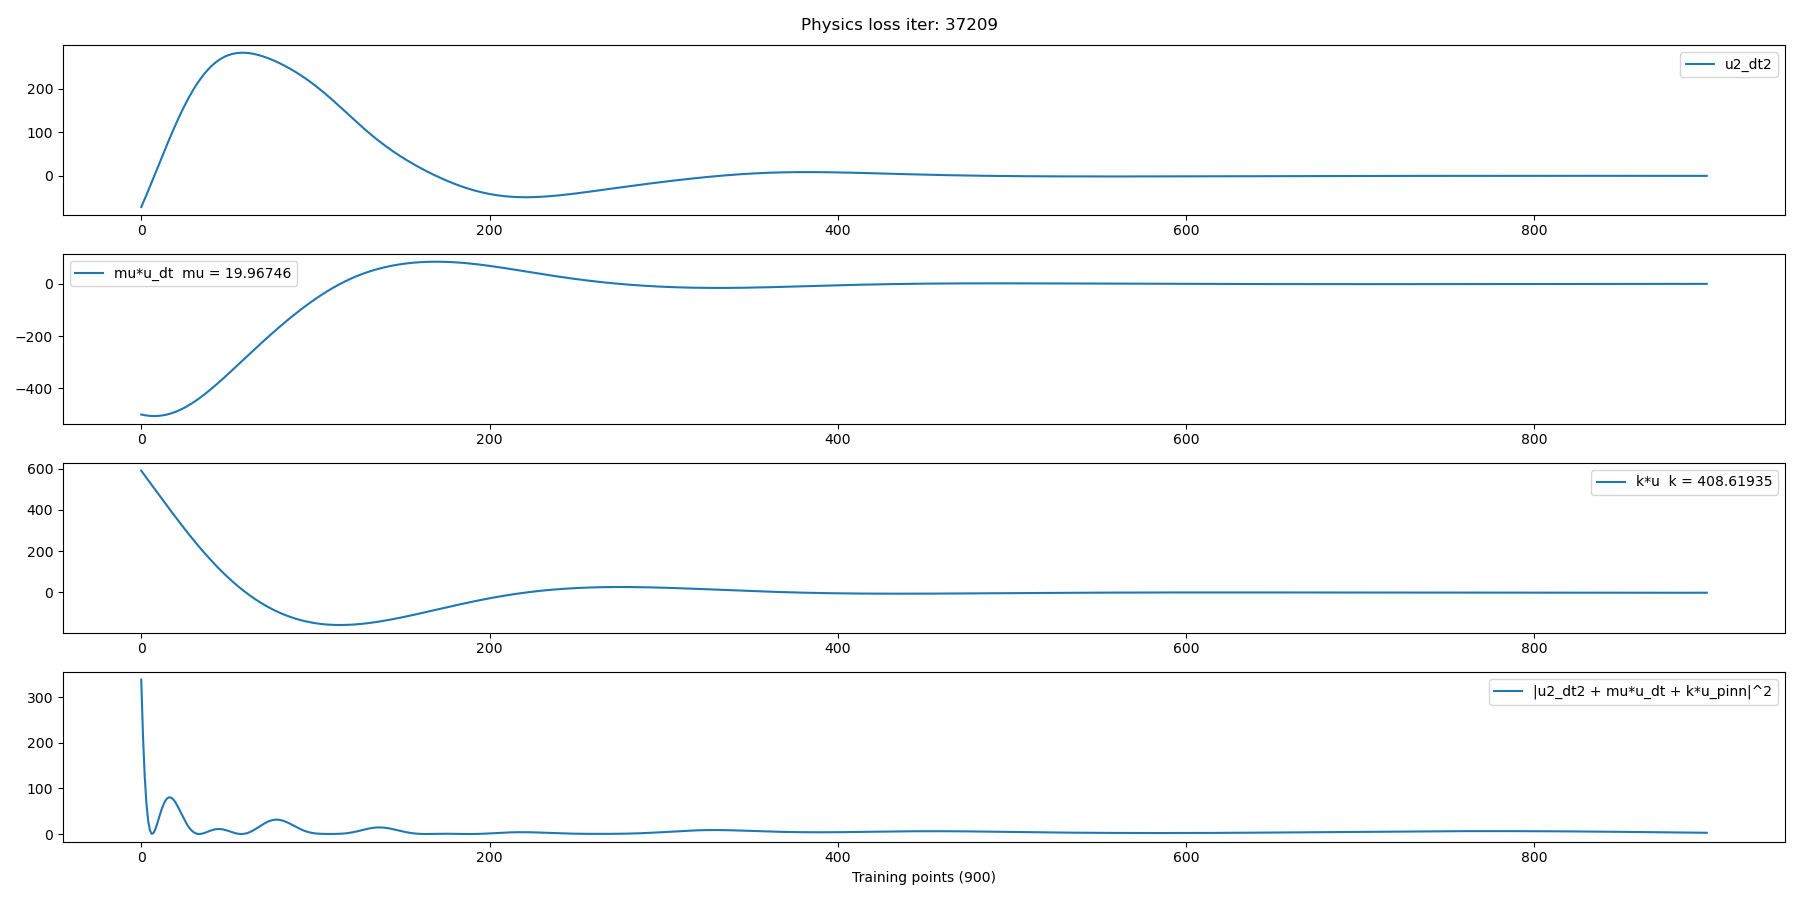 Physics loss iter: 37209
200
100
0
u2_dt2
0 200 400 600 800
0
−200
−400
mu*u_dt  mu = 19.96746
0 200 400 600 800
600
400
200
0
k*u  k = 408.61935
0 200 400 600 800
300
200
100
0
|u2_dt2 + mu*u_dt + k*u_pinn|^2
0 200 400 600 800
Training points (900)